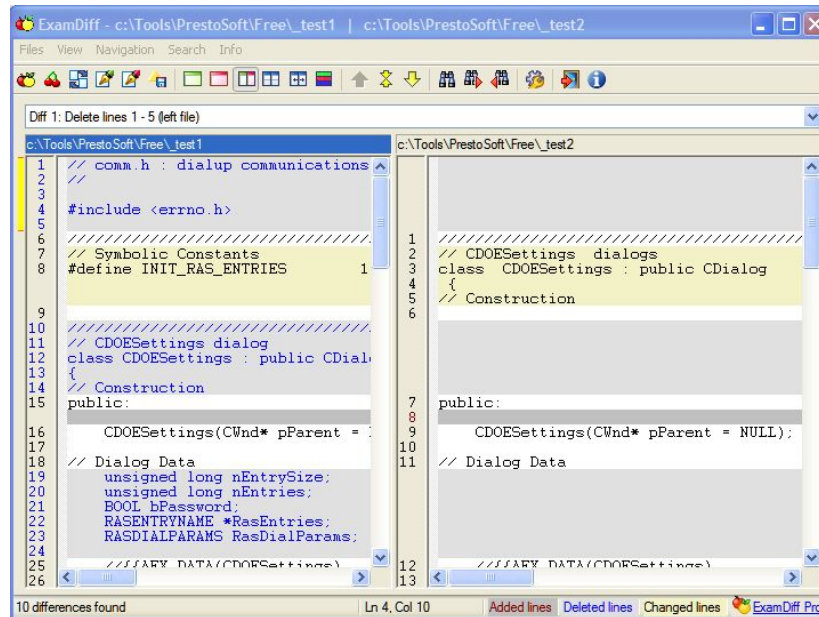 ExamDiff - c:\Tools\PrestoSoft\Free\_test1 | c:\Tools\PrestoSoft\Free\_test2
Files View Navigation Search Info
Diff 1: Delete lines 1 - 5 (left file)
c:\Tools\PrestoSoft\Free\_test1
1 // comm.h : dialup communications
2 //
3
4 #include <errno.h>
5
6 //////////////////////////////////////
7 // Symbolic Constants
8 #define INIT_RAS_ENTRIES 1
9
10 //////////////////////////////////////
11 // CDOESettings dialog
12 class CDOESettings : public CDial
13 {
14 // Construction
15 public:
16 CDOESettings(CWnd* pParent =
17
18 // Dialog Data
19 unsigned long nEntrySize;
20 unsigned long nEntries;
21 BOOL bPassword;
22 RASENTRYNAME *RasEntries;
23 RASDIALPARAMS RasDialParams;
24
25 //{{AFX_DATA(CDOESettings)
26
c:\Tools\PrestoSoft\Free\_test2
1 //////////////////////////////////////////////
2 // CDOESettings dialogs
3 class CDOESettings : public CDialog
4 {
5 // Construction
6
7 public:
8
9 CDOESettings(CWnd* pParent = NULL);
10
11 // Dialog Data
12 //{{AFX_DATA(CDOESettings)
13
10 differences found
Ln 4, Col 10
Added lines Deleted lines Changed lines ExamDiff Pro